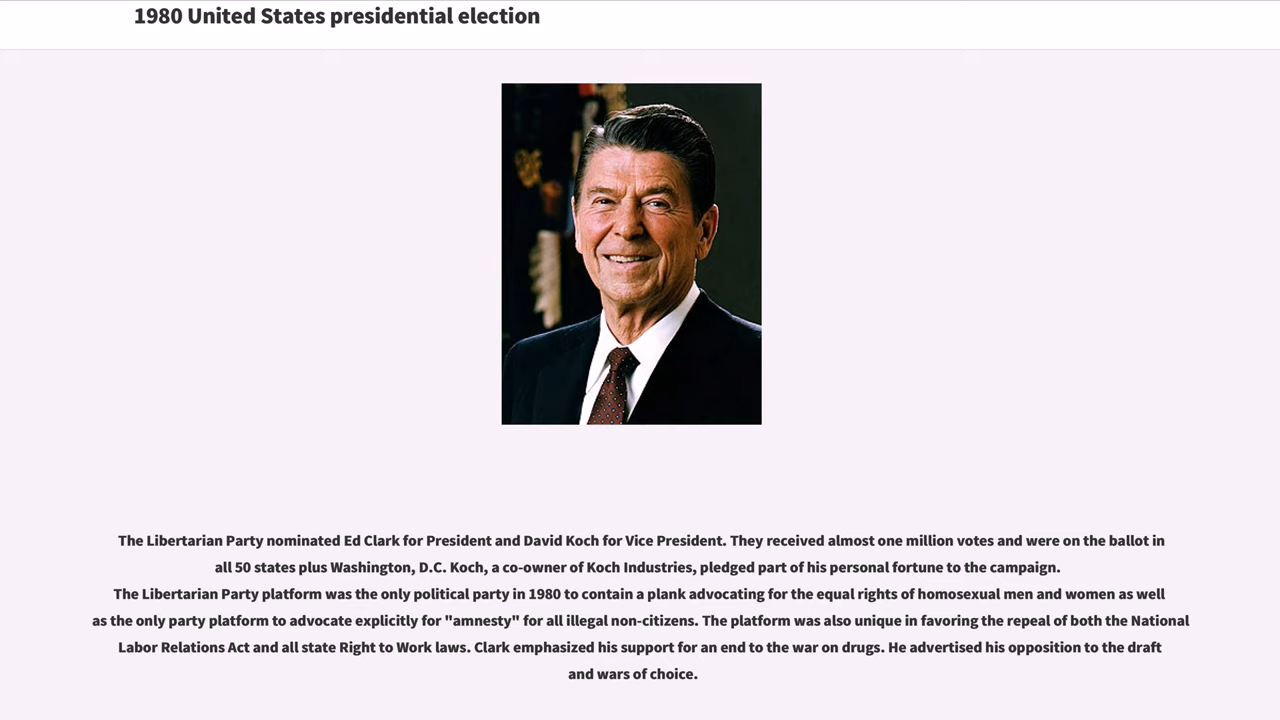 1980 United States presidential election
The Libertarian Party nominated Ed Clark for President and David Koch for Vice President. They received almost one million votes and were on the ballot in
all 50 states plus Washington, D.C. Koch, a co-owner of Koch Industries, pledged part of his personal fortune to the campaign.
The Libertarian Party platform was the only political party in 1980 to contain a plank advocating for the equal rights of homosexual men and women as well
as the only party platform to advocate explicitly for "amnesty" for all illegal non-citizens. The platform was also unique in favoring the repeal of both the National
Labor Relations Act and all state Right to Work laws. Clark emphasized his support for an end to the war on drugs. He advertised his opposition to the draft
and wars of choice.